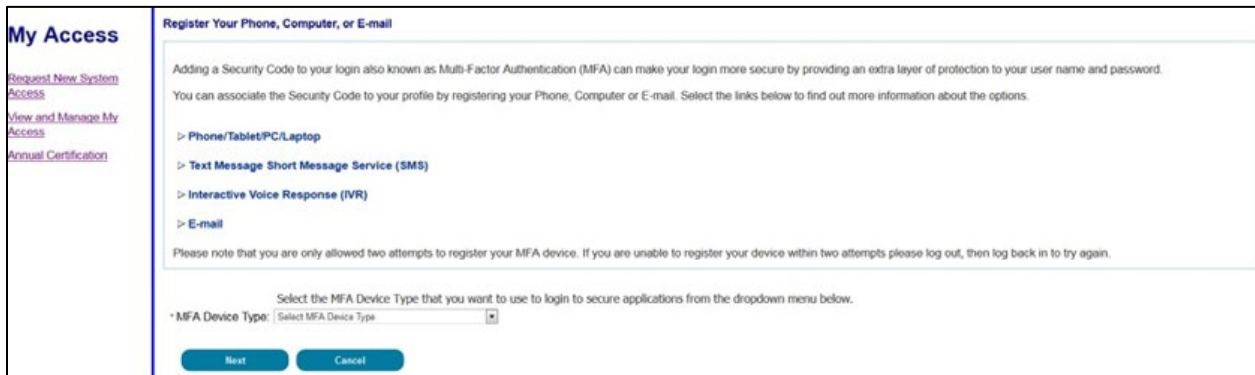 My Access
Request New System
Access
View and Manage My
Access
Annual Certification
Register Your Phone, Computer, or E-mail
Adding a Security Code to your login also known as Multi-Factor Authentication (MFA) can make your login more secure by providing an extra layer of protection to your user name and password.
You can associate the Security Code to your profile by registering your Phone, Computer or E-mail. Select the links below to find out more information about the options.
Phone/Tablet/PC/Laptop
Text Message Short Message Service (SMS)
Interactive Voice Response (IVR)
E-mail
Please note that you are only allowed two attempts to register your MFA device. If you are unable to register your device within two attempts please log out, then log back in to try again.
Select the MFA Device Type that you want to use to login to secure applications from the dropdown menu below.
* MFA Device Type: Select MFA Device Type
Next Cancel